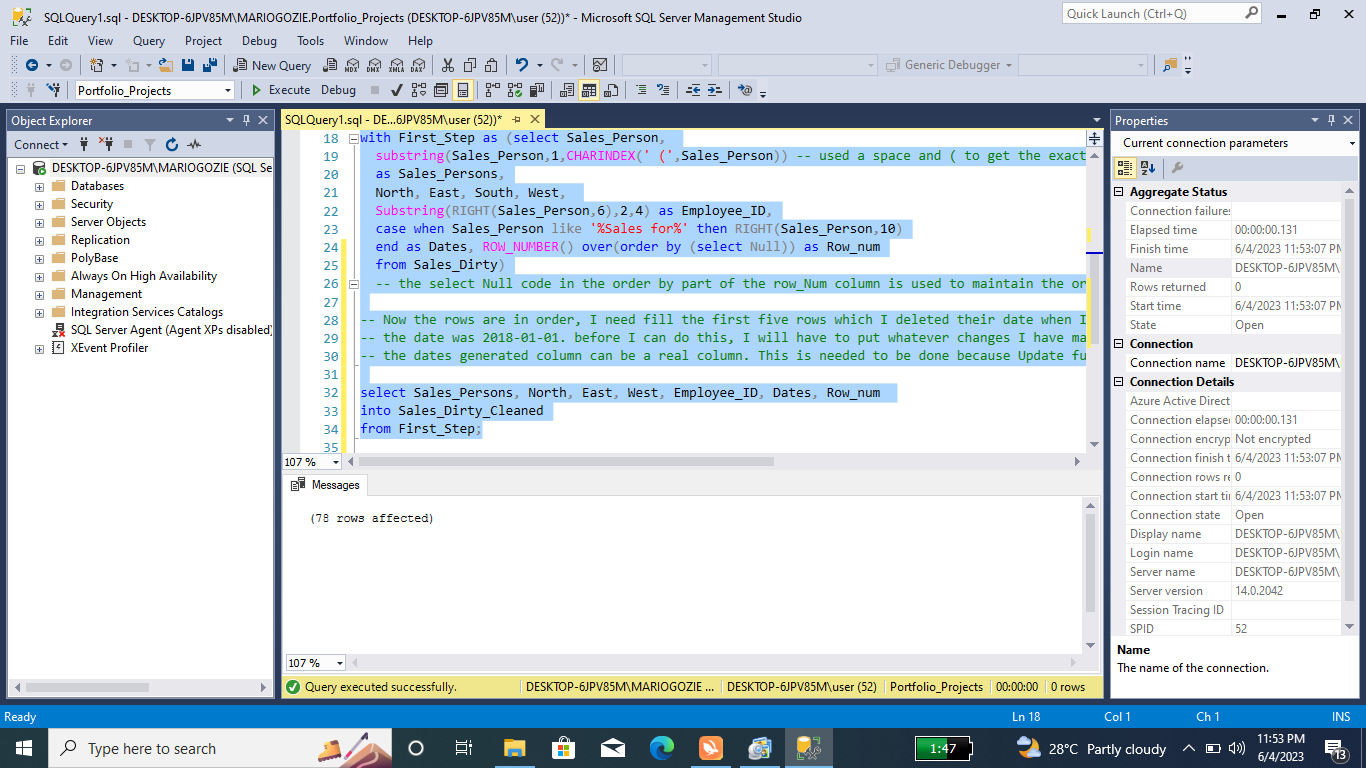 SQLQuery1.sql - DESKTOP-6JPV85M\MARIOGOZIE.Portfolio_Projects (DESKTOP-6JPV85M\user (52))* - Microsoft SQL Server Management Studio
Quick Launch (Ctrl+Q)
File Edit View Query Project Debug Tools Window Help
New Query
MDX DMX XMLA DAX
Generic Debugger
Portfolio_Projects
Execute Debug
Object Explorer
Connect
DESKTOP-6JPV85M\MARIOGOZIE (SQL Se
Databases
Security
Server Objects
Replication
PolyBase
Always On High Availability
Management
Integration Services Catalogs
SQL Server Agent (Agent XPs disabled)
XEvent Profiler
SQLQuery1.sql - DE...6JPV85M\user (52))*
18 with First_Step as (select Sales_Person,
19 substring(Sales_Person,1,CHARINDEX(' (',Sales_Person)) -- used a space and ( to get the exact
20 as Sales_Persons,
21 North, East, South, West,
22 Substring(RIGHT(Sales_Person,6),2,4) as Employee_ID,
23 case when Sales_Person like '%Sales for%' then RIGHT(Sales_Person,10)
24 end as Dates, ROW_NUMBER() over(order by (select Null)) as Row_num
25 from Sales_Dirty)
26 -- the select Null code in the order by part of the row_Num column is used to maintain the or
27
28 -- Now the rows are in order, I need fill the first five rows which I deleted their date when I
29 -- the date was 2018-01-01. before I can do this, I will have to put whatever changes I have ma
30 -- the dates generated column can be a real column. This is needed to be done because Update fu
31
32 select Sales_Persons, North, East, West, Employee_ID, Dates, Row_num
33 into Sales_Dirty_Cleaned
34 from First_Step;
35
107 %
Messages
(78 rows affected)
107 %
Query executed successfully. DESKTOP-6JPV85M\MARIOGOZIE ... DESKTOP-6JPV85M\user (52) Portfolio_Projects 00:00:00 0 rows
Properties
Current connection parameters
Aggregate Status
Connection failures
Elapsed time 00:00:00.131
Finish time 6/4/2023 11:53:07 PM
Name DESKTOP-6JPV85M\
Rows returned 0
Start time 6/4/2023 11:53:07 PM
State Open
Connection
Connection name DESKTOP-6JPV85M\
Connection Details
Azure Active Direct
Connection elapse 00:00:00.131
Connection encryp Not encrypted
Connection finish t 6/4/2023 11:53:07 PM
Connection rows re 0
Connection start ti 6/4/2023 11:53:07 PM
Connection state Open
Display name DESKTOP-6JPV85M\
Login name DESKTOP-6JPV85M\
Server name DESKTOP-6JPV85M\
Server version 14.0.2042
Session Tracing ID
SPID 52
Name
The name of the connection.
Ready Ln 18 Col 1 Ch 1 INS
Type here to search
1:47
28°C Partly cloudy
11:53 PM
6/4/2023
13